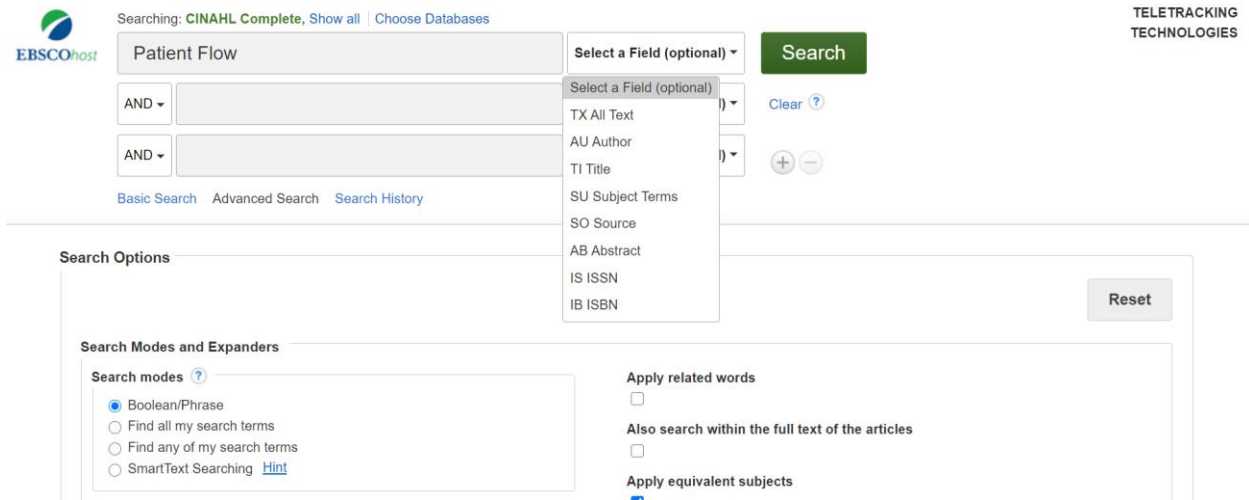 Searching: CINAHL Complete, Show all | Choose Databases
TELETRACKING
TECHNOLOGIES
EBSCOhost
Patient Flow
Select a Field (optional)
Search
Select a Field (optional)
AND
l)
Clear ?
TX All Text
AU Author
AND
l)
TI Title
Basic Search Advanced Search Search History
SU Subject Terms
SO Source
AB Abstract
IS ISSN
IB ISBN
Search Options
Reset
Search Modes and Expanders
Search modes ?
Boolean/Phrase
Find all my search terms
Find any of my search terms
SmartText Searching Hint
Apply related words
Also search within the full text of the articles
Apply equivalent subjects